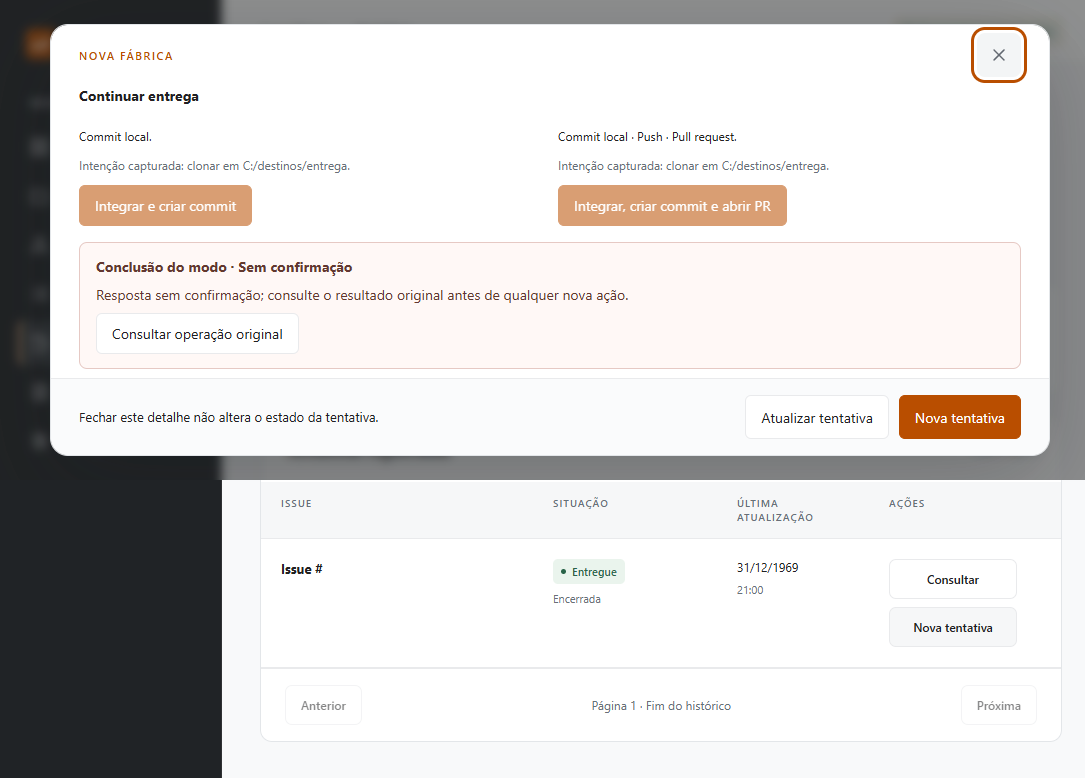 NOVA FÁBRICA
Continuar entrega
Commit local.
Intenção capturada: clonar em C:/destinos/entrega.
Integrar e criar commit
Commit local · Push · Pull request.
Intenção capturada: clonar em C:/destinos/entrega.
Integrar, criar commit e abrir PR
Conclusão do modo · Sem confirmação
Resposta sem confirmação; consulte o resultado original antes de qualquer nova ação.
Consultar operação original
Fechar este detalhe não altera o estado da tentativa.
Atualizar tentativa
Nova tentativa
ISSUE
SITUAÇÃO
ÚLTIMA
ATUALIZAÇÃO
AÇÕES
Issue #
Entregue
Encerrada
31/12/1969
21:00
Consultar
Nova tentativa
Anterior
Página 1 · Fim do histórico
Próxima